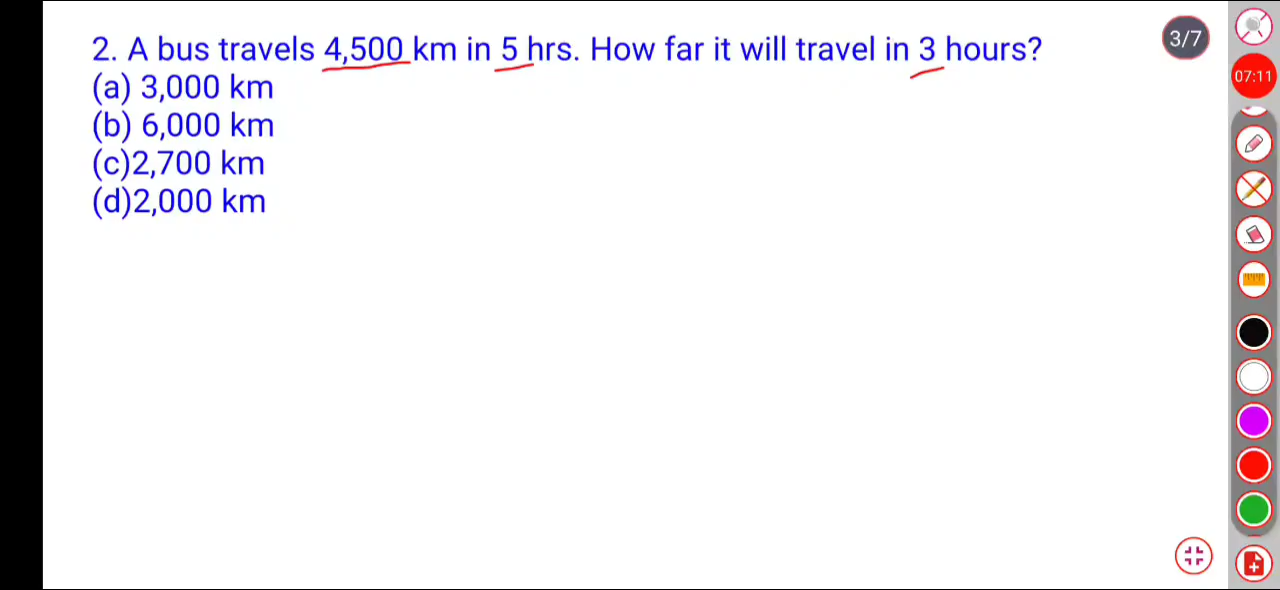 2. A bus travels 4,500 km in 5 hrs. How far it will travel in 3 hours?
(a) 3,000 km
(b) 6,000 km
(c)2,700 km
(d)2,000 km
3/7
07:11